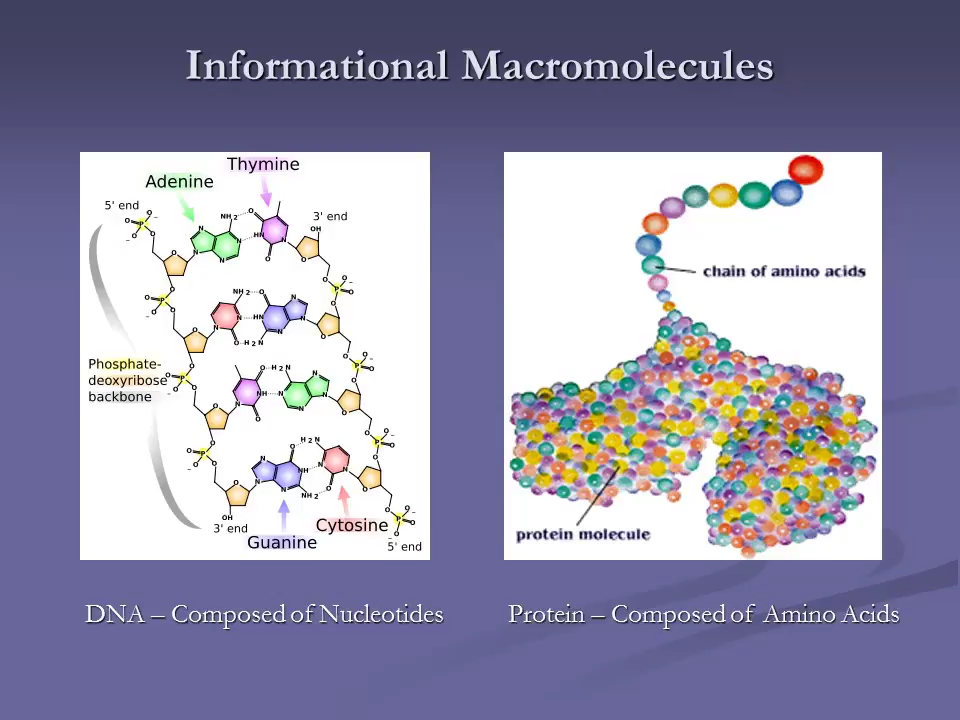 Informational Macromolecules
Thymine
Adenine
5' end
3' end
Phosphate-
deoxyribose
backbone
3' end
Cytosine
Guanine
5' end
chain of amino acids
protein molecule
DNA – Composed of Nucleotides
Protein – Composed of Amino Acids